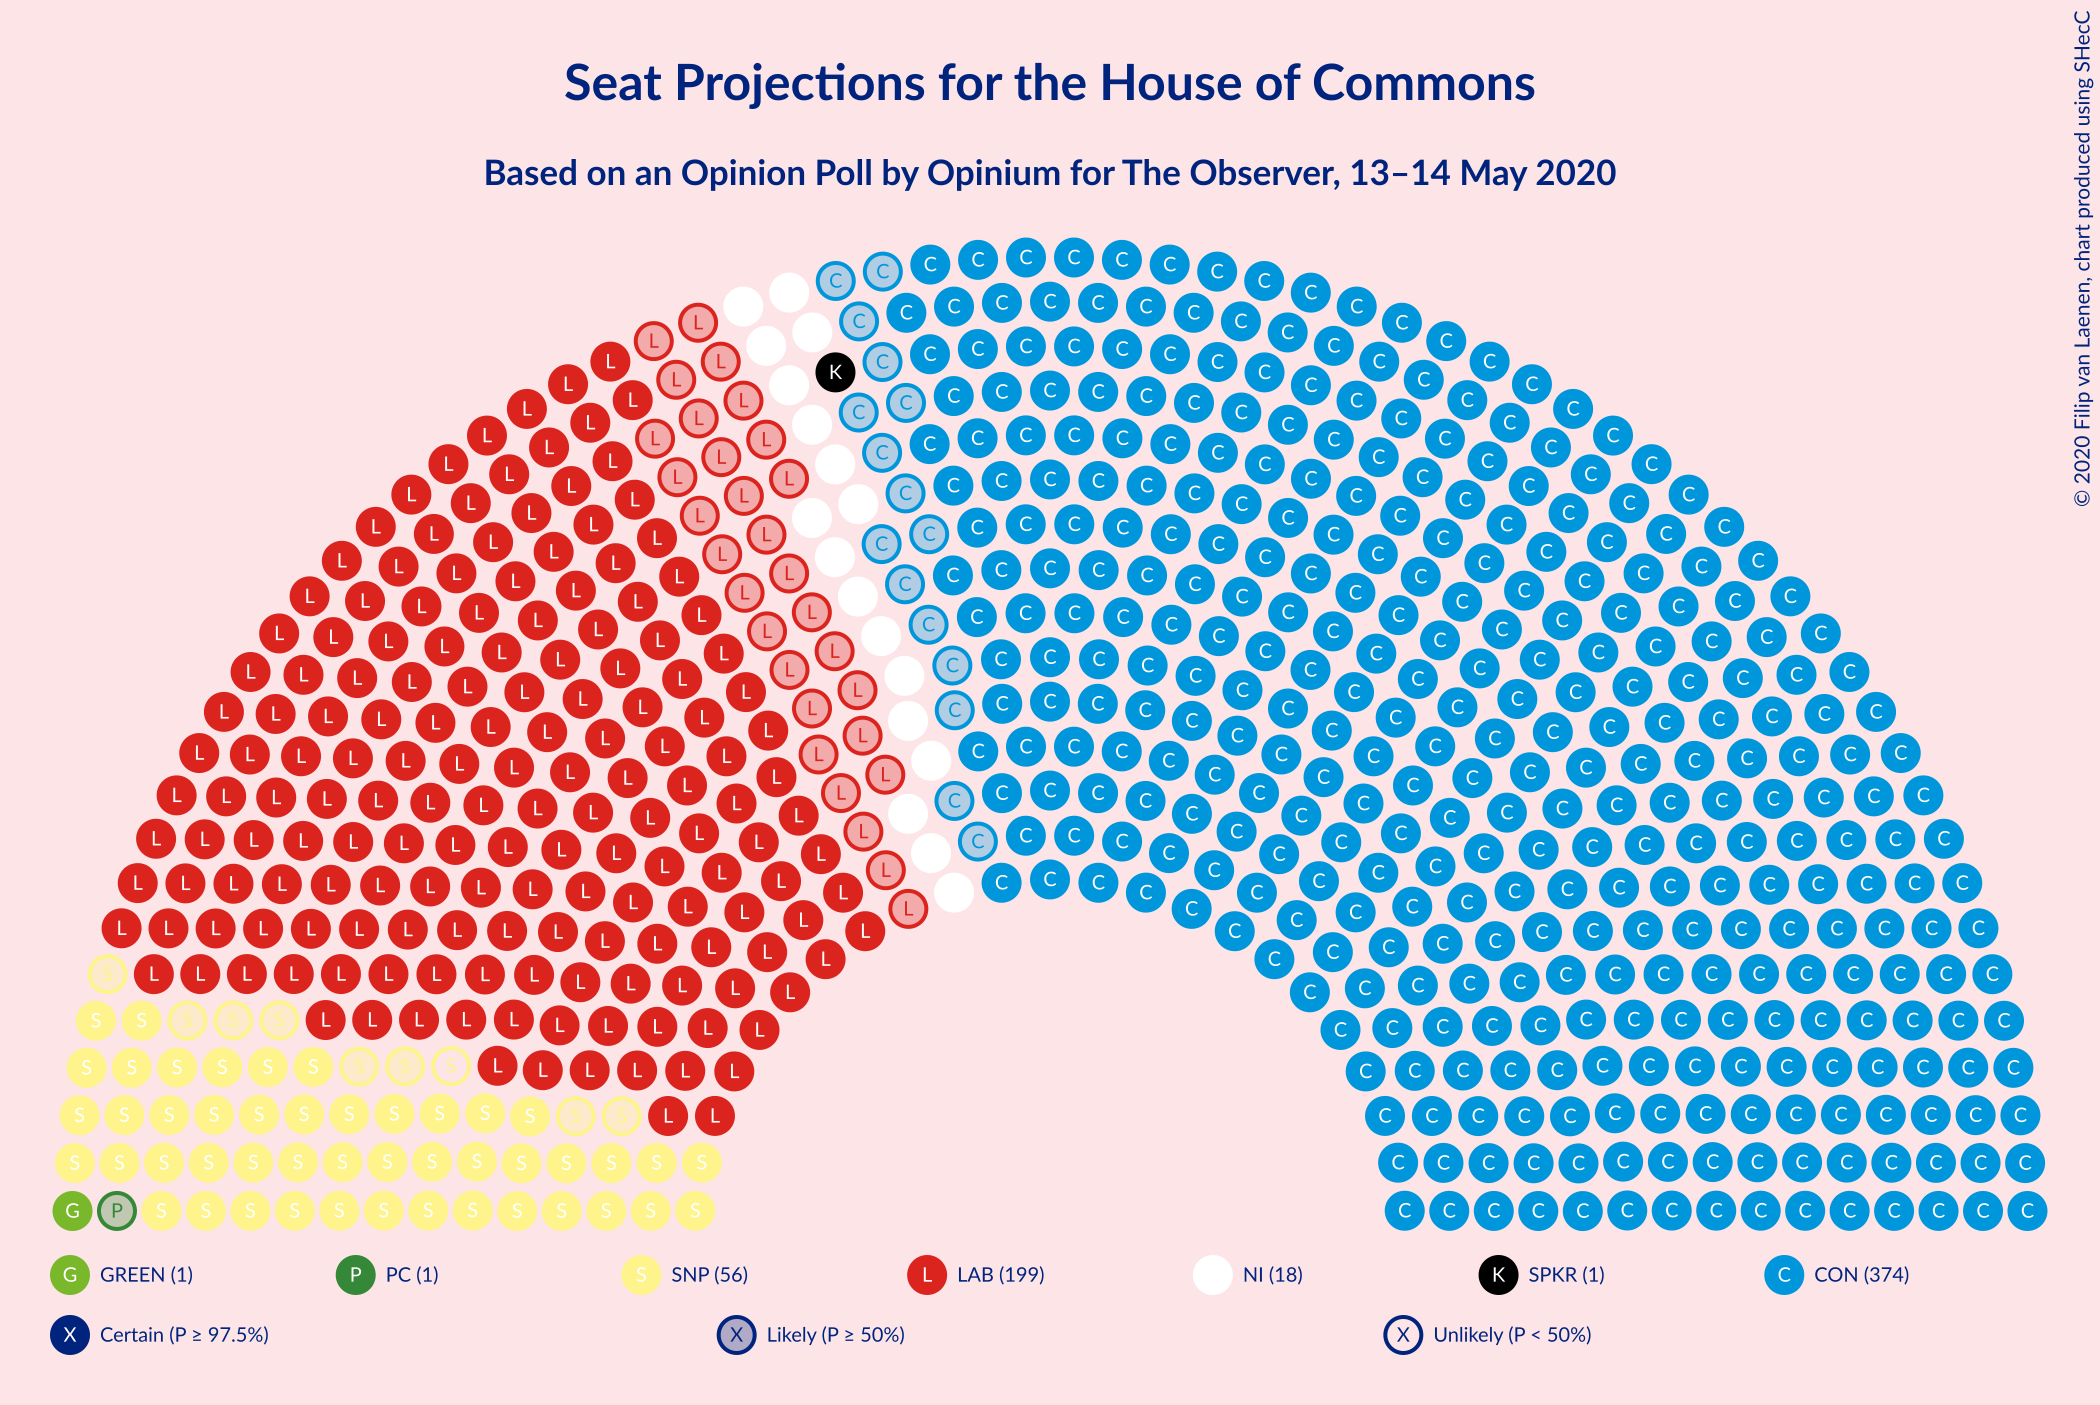 Seat Projections for the House of Commons
Based on an Opinion Poll by Opinium for The Observer, 13–14 May 2020
© 2020 Filip van Laenen, chart produced using SHecC
G GREEN (1) P PC (1) S SNP (56) L LAB (199) NI (18) K SPKR (1) C CON (374)
X Certain (P ≥ 97.5%) X Likely (P ≥ 50%) X Unlikely (P < 50%)